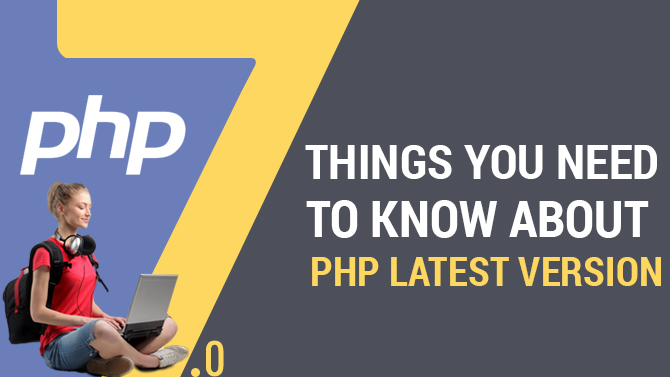 php
7
.0
THINGS YOU NEED
TO KNOW ABOUT
PHP LATEST VERSION